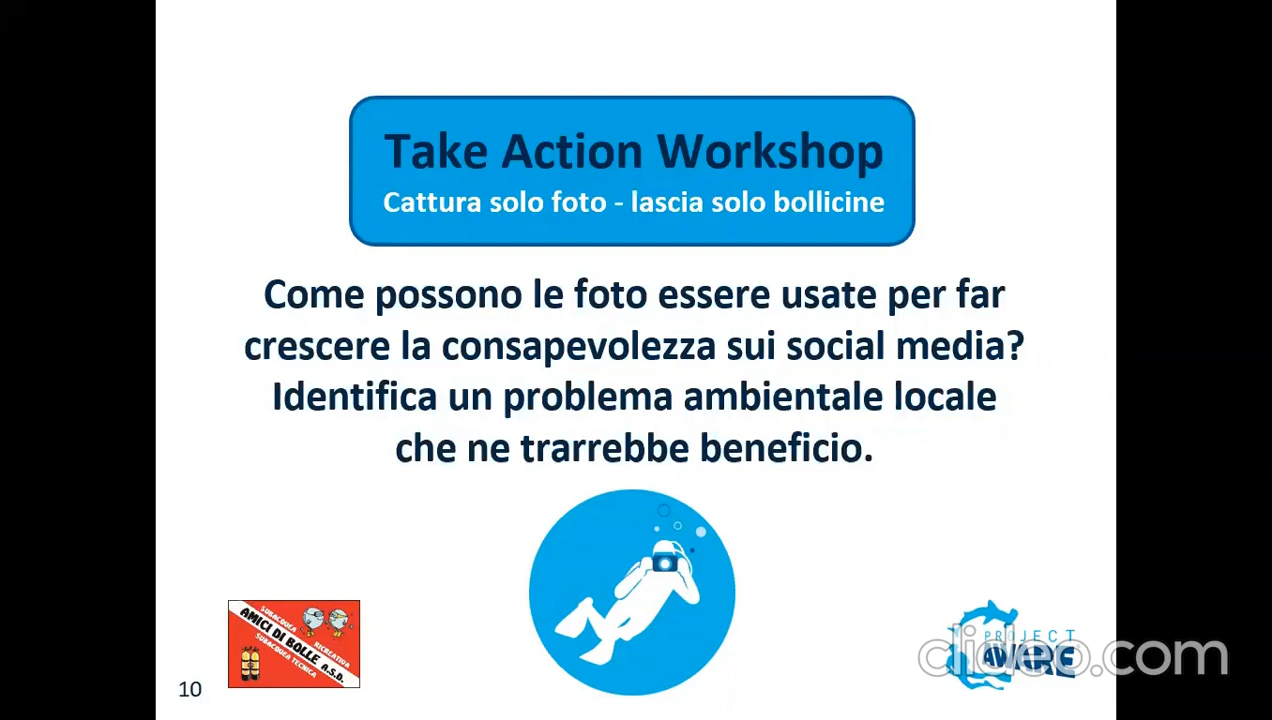 Take Action Workshop
Cattura solo foto - lascia solo bollicine
Come possono le foto essere usate per far
crescere la consapevolezza sui social media?
Identifica un problema ambientale locale
che ne trarrebbe beneficio.
SUBACQUEA
RICREATIVA
AMICI DI BOLLE A.S.D.
SUBACQUEA TECNICA
PROJECT
AWARE
clideo.com
10